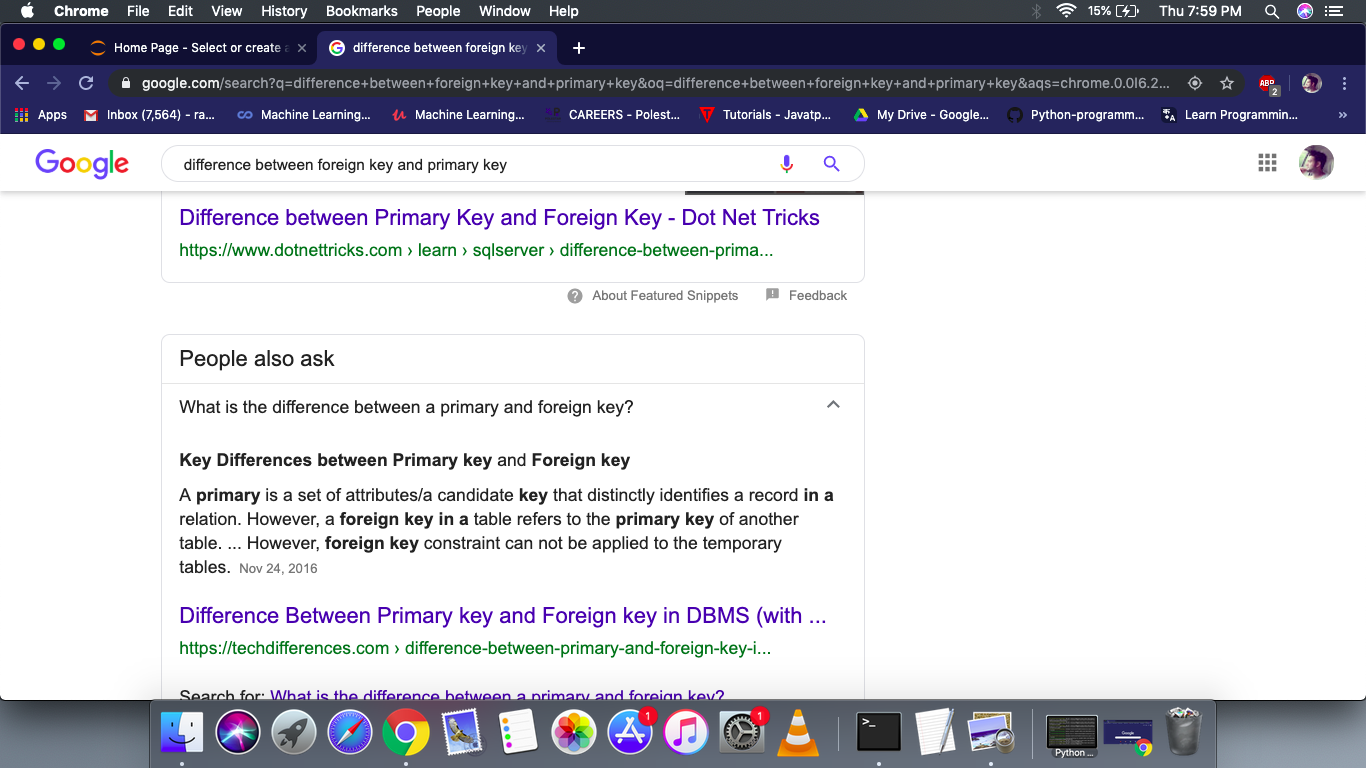 Chrome File Edit View History Bookmarks People Window Help 15% Thu 7:59 PM
Home Page - Select or create a difference between foreign key
google.com/search?q=difference+between+foreign+key+and+primary+key&oq=difference+between+foreign+key+and+primary+key&aqs=chrome.0.0l6.2...
ABP 2
Apps Inbox (7,564) - ra... Machine Learning... Machine Learning... CAREERS - Polest... Tutorials - Javatp... My Drive - Google... Python-programm... Learn Programmin... »
Google difference between foreign key and primary key
Difference between Primary Key and Foreign Key - Dot Net Tricks
https://www.dotnettricks.com › learn › sqlserver › difference-between-prima...
About Featured Snippets Feedback
People also ask
What is the difference between a primary and foreign key?
Key Differences between Primary key and Foreign key
A primary is a set of attributes/a candidate key that distinctly identifies a record in a
relation. However, a foreign key in a table refers to the primary key of another
table. ... However, foreign key constraint can not be applied to the temporary
tables. Nov 24, 2016
Difference Between Primary key and Foreign key in DBMS (with ...
https://techdifferences.com › difference-between-primary-and-foreign-key-i...
Search for: What is the difference between a primary and foreign key?
1 1 >_
Python ...